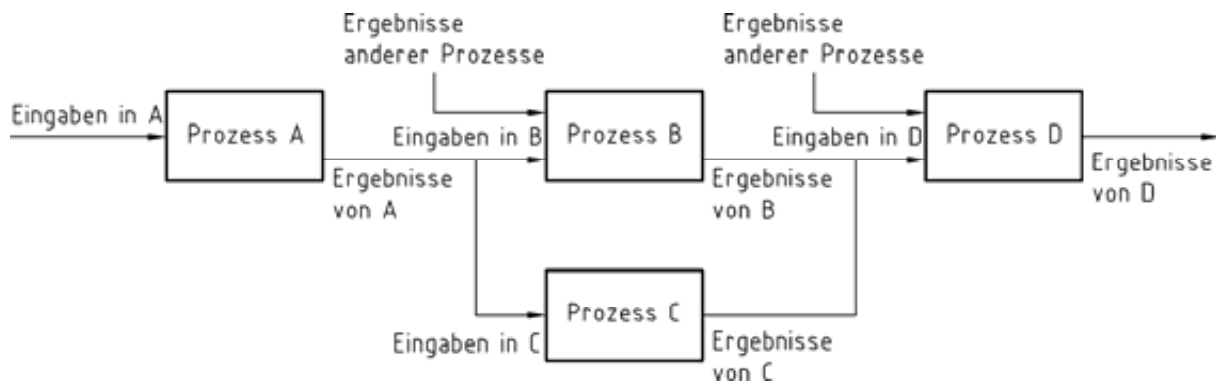 Ergebnisse
anderer Prozesse
Ergebnisse
anderer Prozesse
Eingaben in A
Prozess A
Eingaben in B
Prozess B
Eingaben in D
Prozess D
Ergebnisse
von A
Ergebnisse
von B
Ergebnisse
von D
Eingaben in C
Prozess C
Ergebnisse
von C